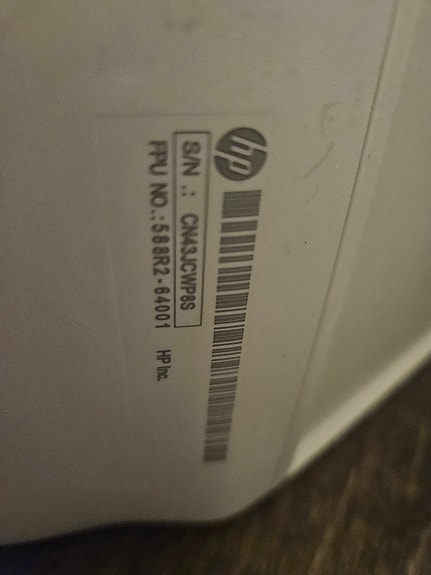 hp
S/N .: CN43JCWP8S
FPU NO.:588R2-64001 HP Inc.